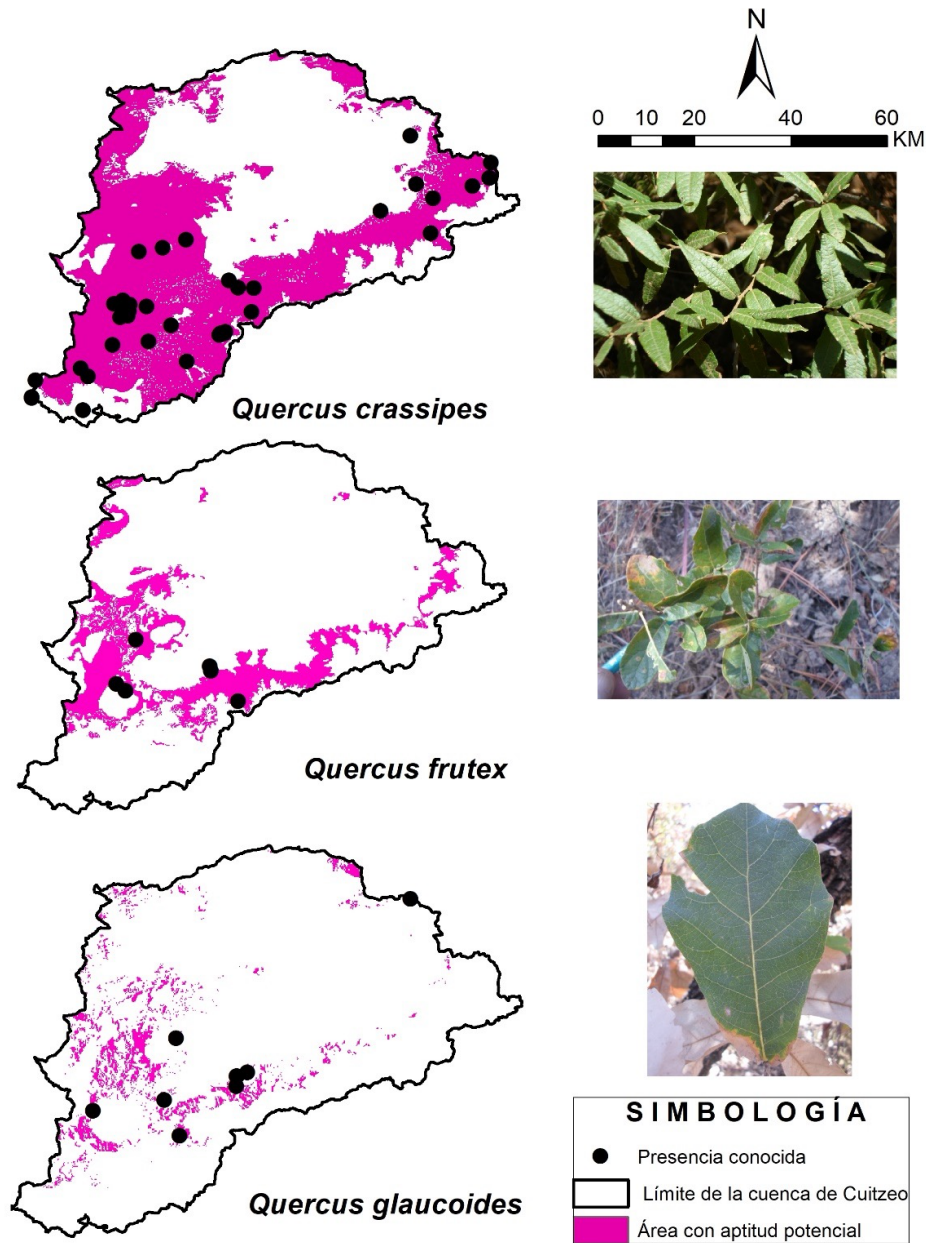 N
0 10 20 40 60
KM
Quercus crassipes
Quercus frutex
Quercus glaucoides
SIMBOLOGÍA
Presencia conocida
Límite de la cuenca de Cuitzeo
Área con aptitud potencial